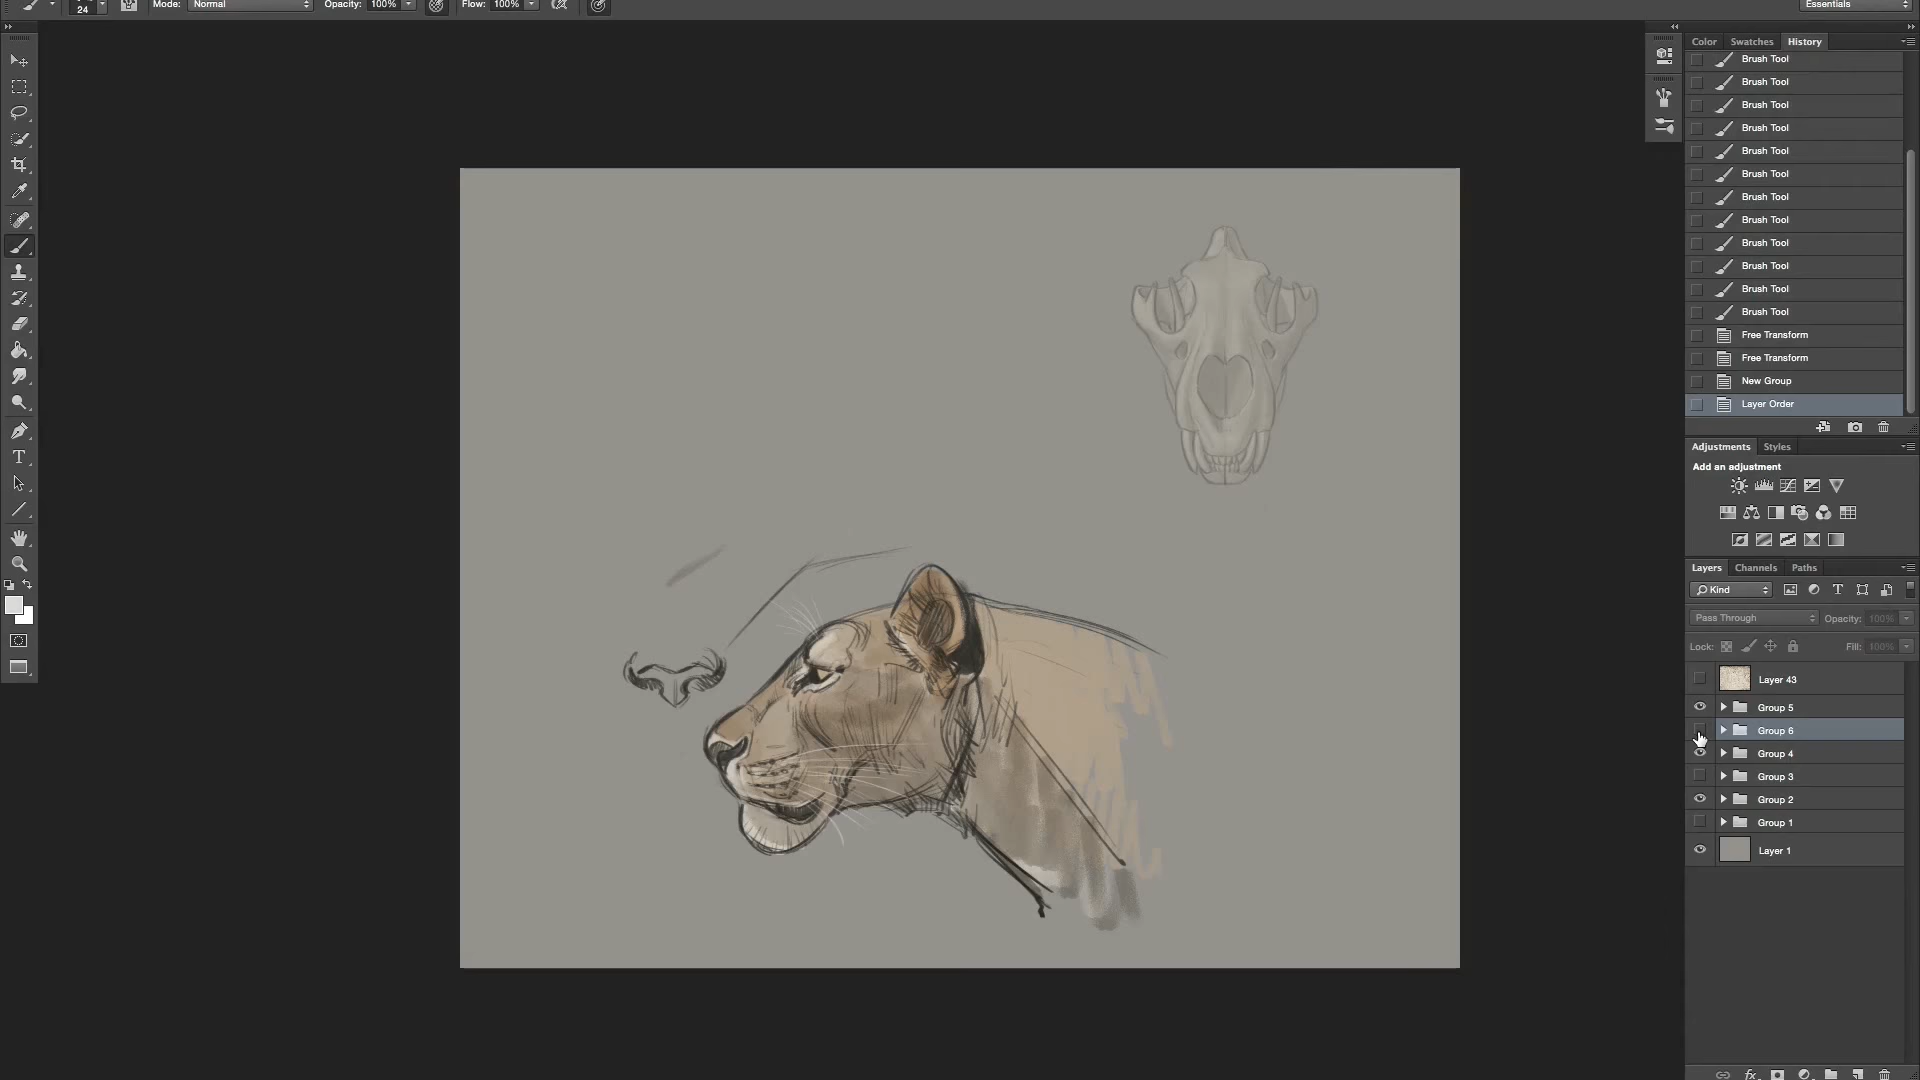 24 Mode: Normal Opacity: 100% Flow: 100% Essentials
Color Swatches History
Brush Tool
Brush Tool
Brush Tool
Brush Tool
Brush Tool
Brush Tool
Brush Tool
Brush Tool
Brush Tool
Brush Tool
Brush Tool
Brush Tool
Free Transform
Free Transform
New Group
Layer Order
Adjustments Styles
Add an adjustment
Layers Channels Paths
Kind
Pass Through Opacity: 100%
Lock: Fill: 100%
Layer 43
Group 5
Group 6
Group 4
Group 3
Group 2
Group 1
Layer 1